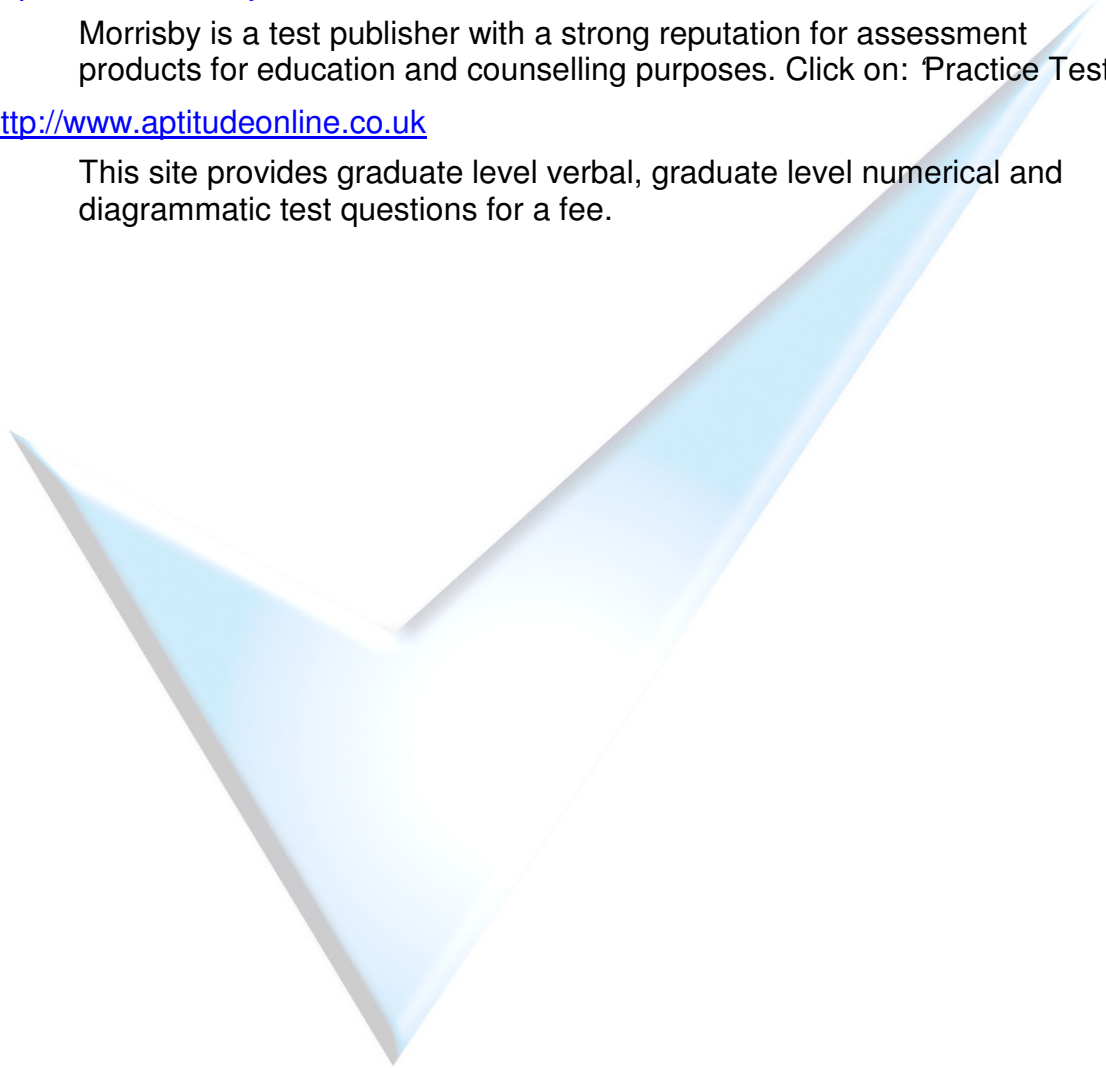 Morrisby is a test publisher with a strong reputation for assessment
products for education and counselling purposes. Click on: ‘Practice Test
ttp://www.aptitudeonline.co.uk
This site provides graduate level verbal, graduate level numerical and
diagrammatic test questions for a fee.